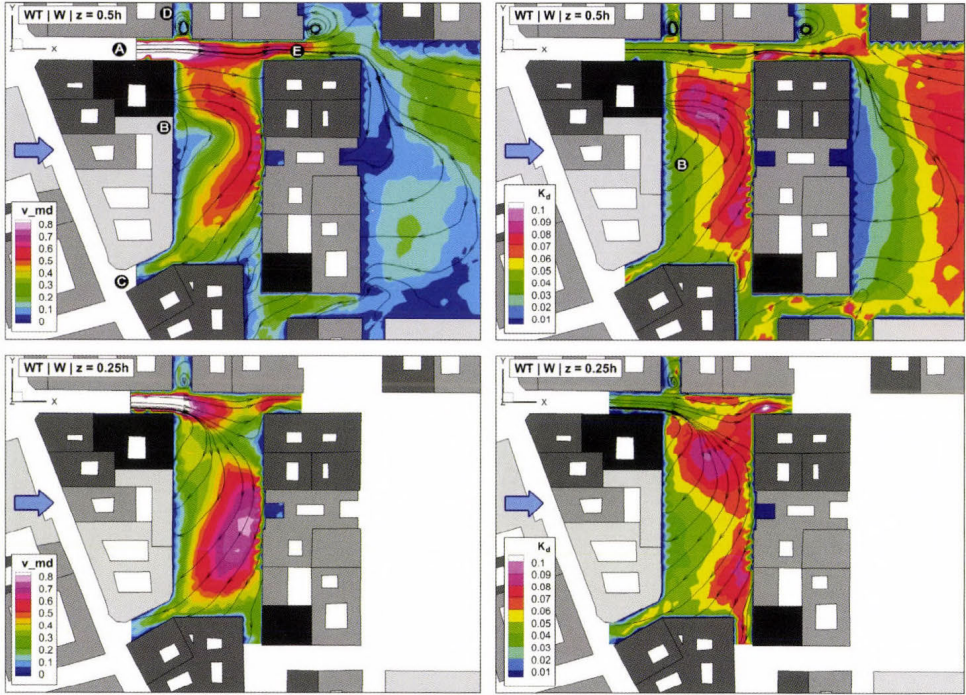 WT | W | z = 0.5h
D
Y
Z
X
A
E
B
C
v_md
0.8
0.7
0.6
0.5
0.4
0.3
0.2
0.1
0
WT | W | z = 0.5h
Y
Z
X
B
K_d
0.1
0.09
0.08
0.07
0.06
0.05
0.04
0.03
0.02
0.01
WT | W | z = 0.25h
Y
Z
X
v_md
0.8
0.7
0.6
0.5
0.4
0.3
0.2
0.1
0
WT | W | z = 0.25h
Y
Z
X
K_d
0.1
0.09
0.08
0.07
0.06
0.05
0.04
0.03
0.02
0.01